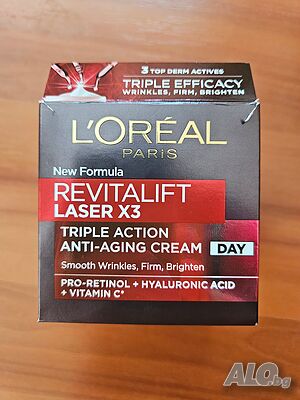 3 TOP DERM ACTIVES
TRIPLE EFFICACY
WRINKLES, FIRM, BRIGHTEN
L'ORÉAL
PARIS
New Formula
REVITALIFT
LASER X3
TRIPLE ACTION
ANTI-AGING CREAM DAY
Smooth Wrinkles, Firm, Brighten
PRO-RETINOL + HYALURONIC ACID
+ VITAMIN C*
ALO.bg